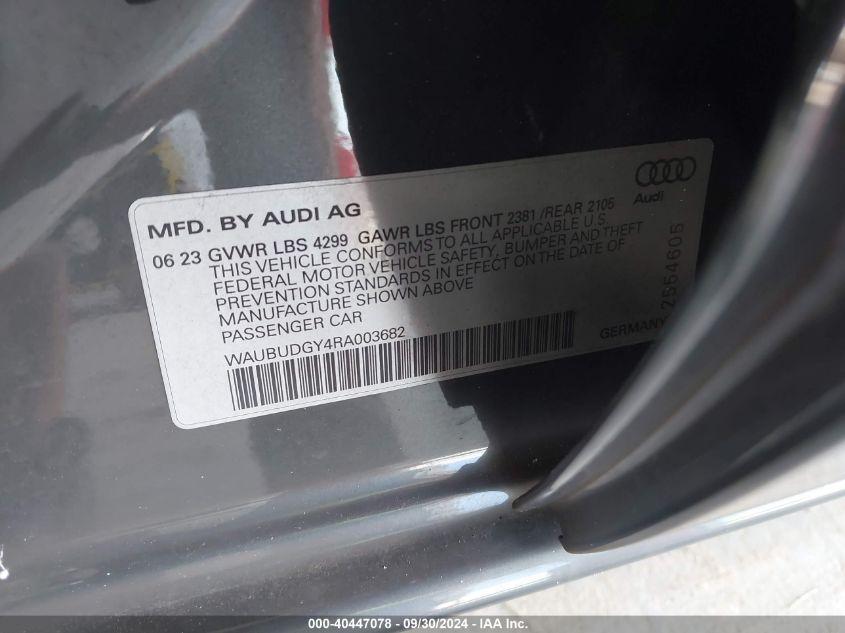 Audi
MFD. BY AUDI AG
06 23 GVWR LBS 4299 GAWR LBS FRONT 2381 /REAR 2105
THIS VEHICLE CONFORMS TO ALL APPLICABLE U.S.
FEDERAL MOTOR VEHICLE SAFETY, BUMPER AND THEFT
PREVENTION STANDARDS IN EFFECT ON THE DATE OF
MANUFACTURE SHOWN ABOVE
PASSENGER CAR
WAUBUDGY4RA003682
GERMANY
2554605
000-40447078 - 09/30/2024 - IAA Inc.